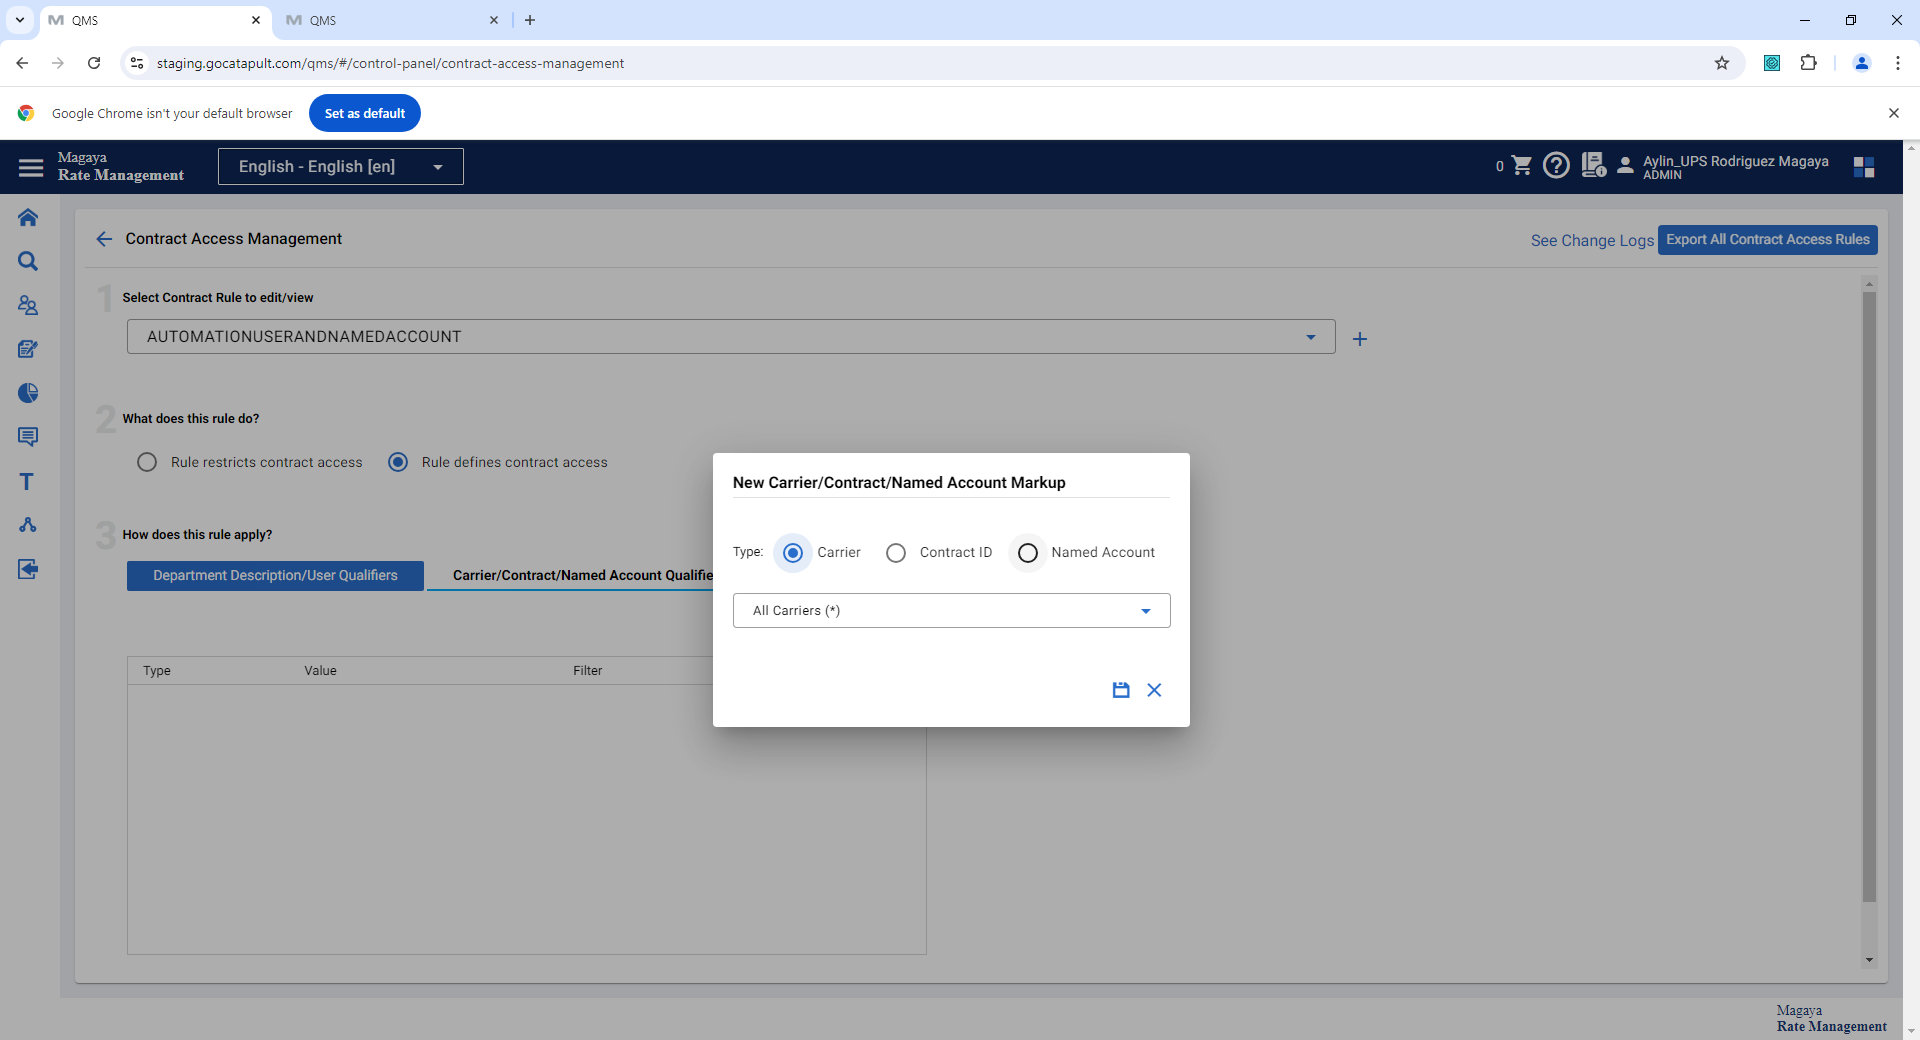 QMS
QMS
staging.gocatapult.com/qms/#/control-panel/contract-access-management
Google Chrome isn't your default browser
Set as default
Magaya
Rate Management
English - English [en]
0
Aylin_UPS Rodriguez Magaya
ADMIN
Contract Access Management
See Change Logs
Export All Contract Access Rules
1 Select Contract Rule to edit/view
AUTOMATIONUSERANDNAMEDACCOUNT
2 What does this rule do?
Rule restricts contract access
Rule defines contract access
3 How does this rule apply?
Department Description/User Qualifiers
Carrier/Contract/Named Account Qualifie
Type Value Filter
New Carrier/Contract/Named Account Markup
Type: Carrier Contract ID Named Account
All Carriers (*)
Magaya
Rate Management